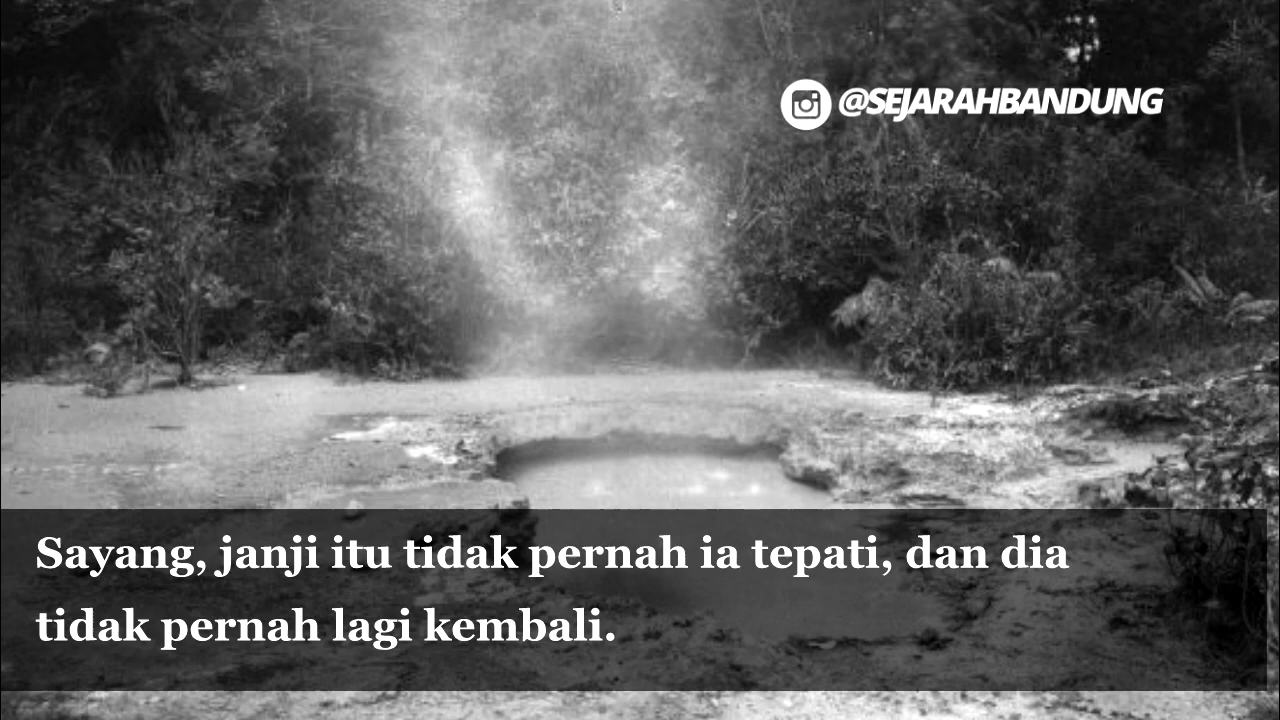 @SEJARAHBANDUNG
Sayang, janji itu tidak pernah ia tepati, dan dia
tidak pernah lagi kembali.